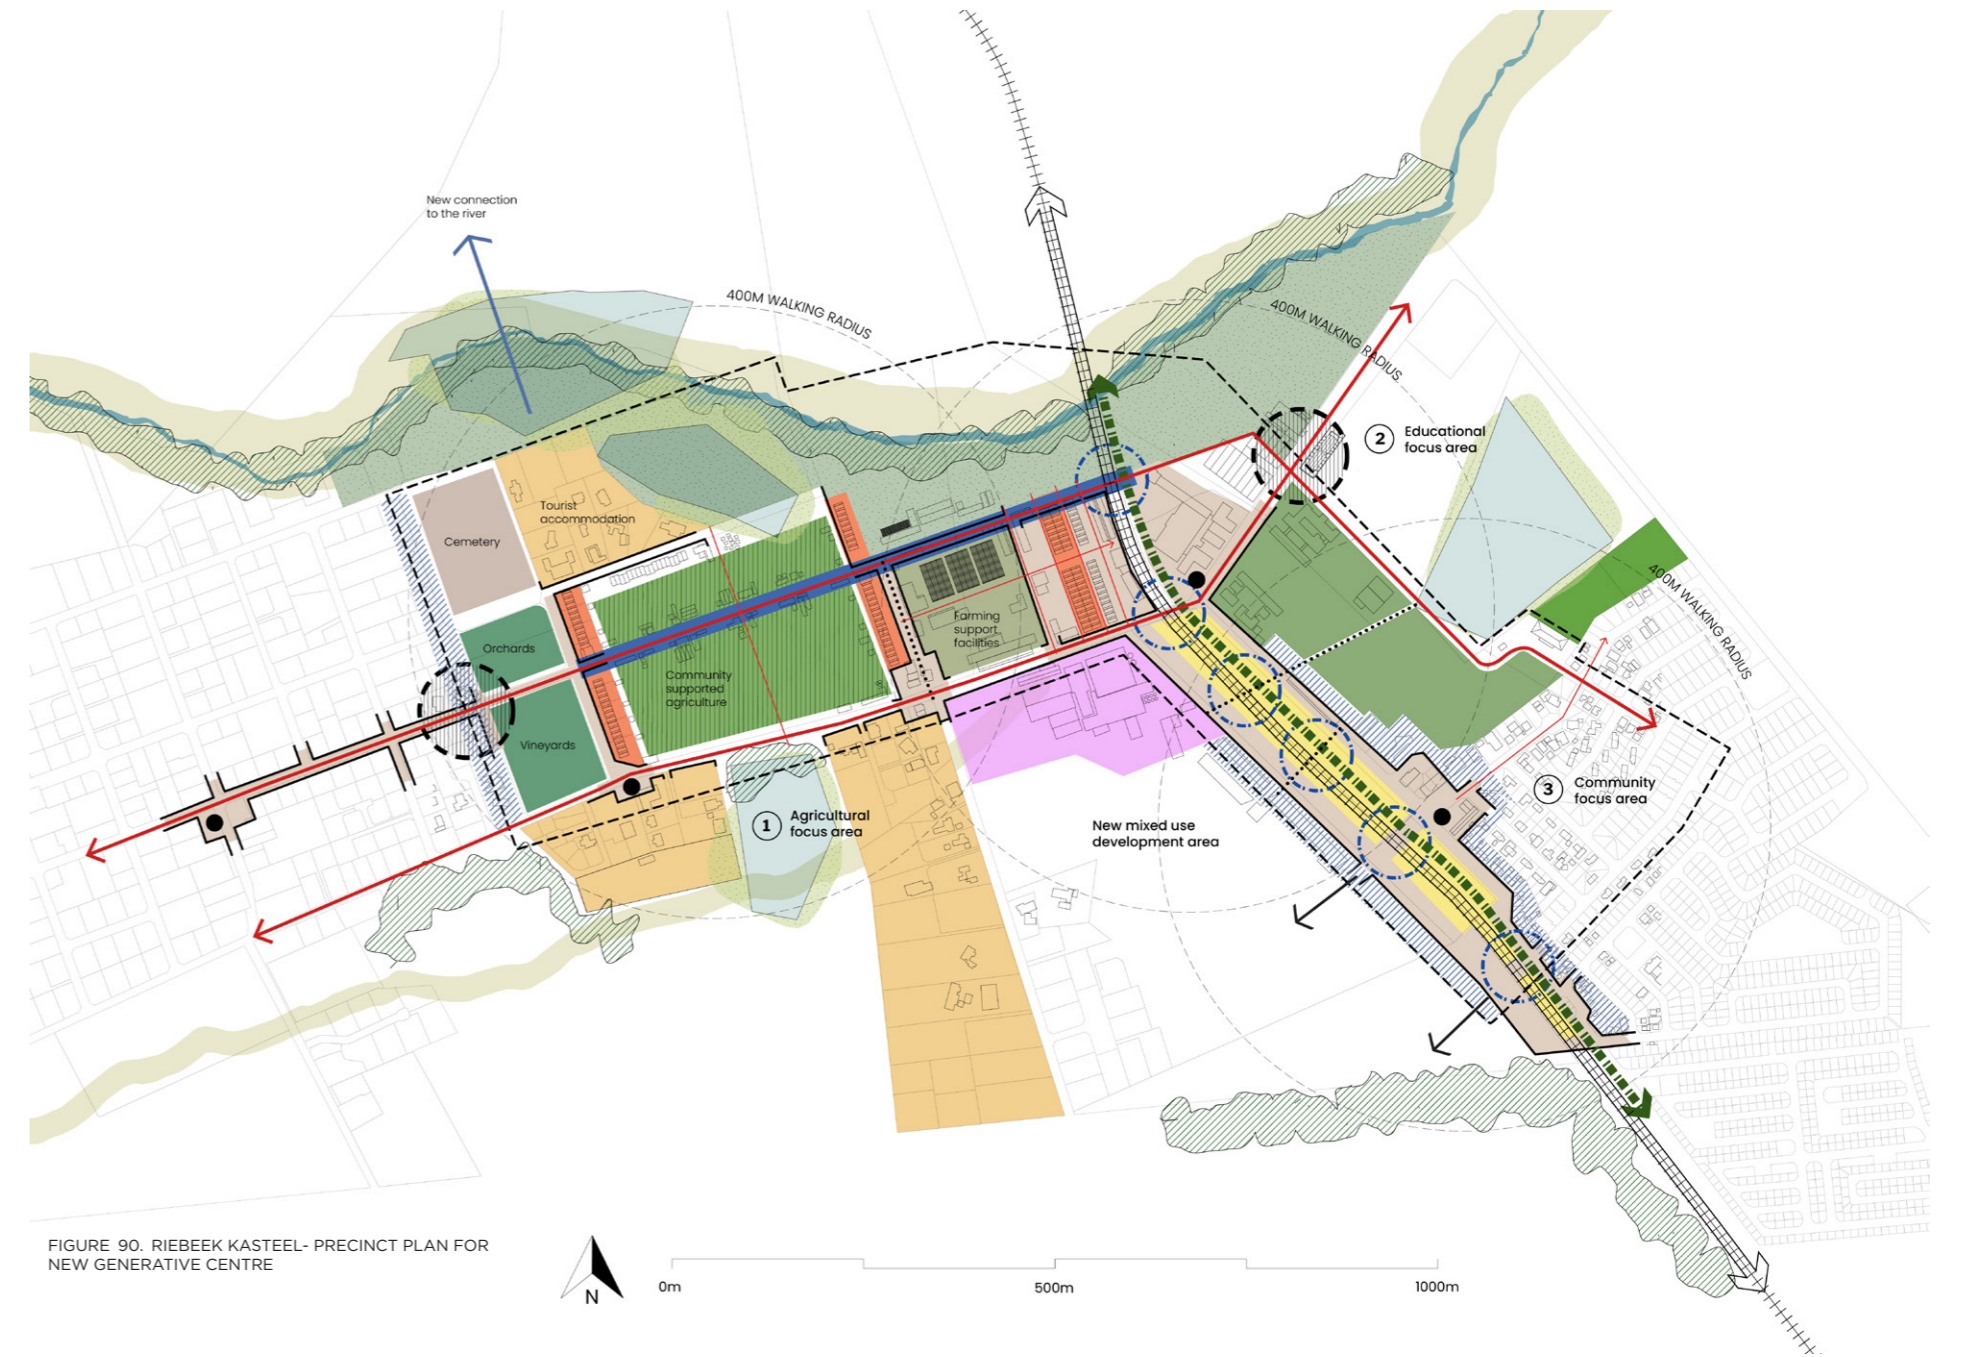 New connection
to the river
400M WALKING RADIUS
400M WALKING RADIUS
2
Educational
focus area
Tourist
accommodation
Cemetery
400M WALKING RADIUS
Farming
support
facilities
Orchards
Community
supported
agriculture
Vineyards
3
Community
focus area
1
Agricultural
focus area
New mixed use
development area
FIGURE 90. RIEBEEK KASTEEL- PRECINCT PLAN FOR
NEW GENERATIVE CENTRE
N
0m
500m
1000m